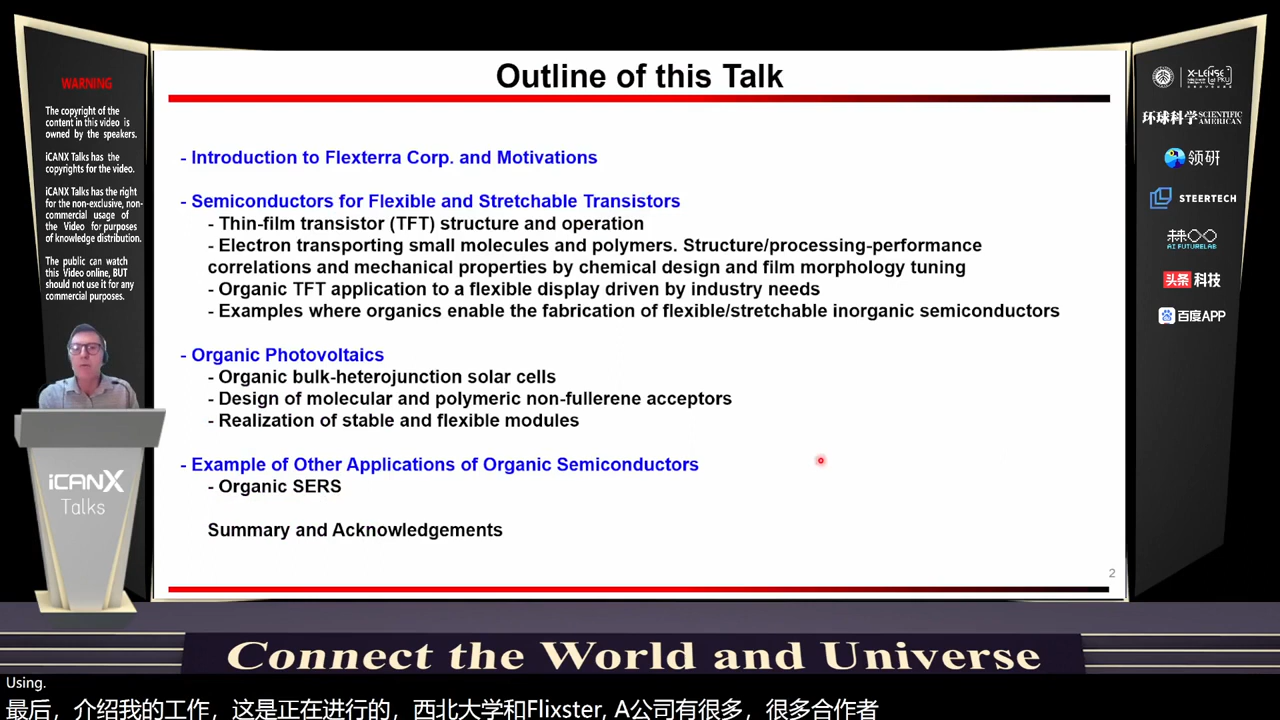 Outline of this Talk
- Introduction to Flexterra Corp. and Motivations
- Semiconductors for Flexible and Stretchable Transistors
- Thin-film transistor (TFT) structure and operation
- Electron transporting small molecules and polymers. Structure/processing-performance
correlations and mechanical properties by chemical design and film morphology tuning
- Organic TFT application to a flexible display driven by industry needs
- Examples where organics enable the fabrication of flexible/stretchable inorganic semiconductors
- Organic Photovoltaics
- Organic bulk-heterojunction solar cells
- Design of molecular and polymeric non-fullerene acceptors
- Realization of stable and flexible modules
- Example of Other Applications of Organic Semiconductors
- Organic SERS
Summary and Acknowledgements
2
WARNING
The copyright of the
content in this video is
owned by the speakers.
iCANX Talks has the
copyrights for the video.
iCANX Talks has the right
for the non-exclusive, non-
commercial usage of
the Video for purposes
of knowledge distribution.
The public can watch
this Video online, BUT
should not use it for any
commercial purposes.
iCANX
Talks
X-LENSE
环球科学 SCIENTIFIC AMERICAN
领研
STEERTECH
AI FUTURELAB
头条 科技
百度APP
Connect the World and Universe
Using.
最后，介绍我的工作，这是正在进行的，西北大学和Flixster, A公司有很多，很多合作者